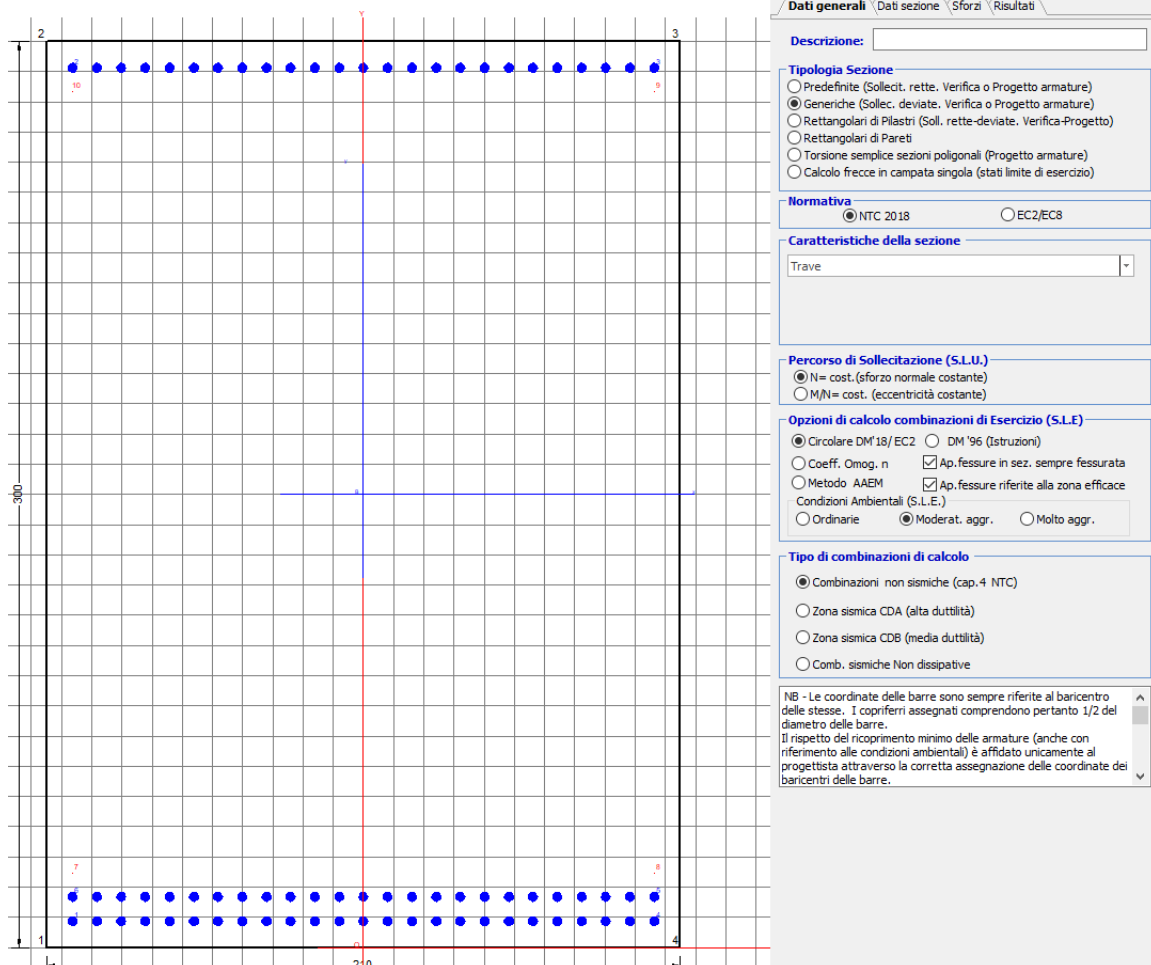 Y
2
3
2
3
10
9
300
7
8
6
5
1
4
1
4
O
210
Dati generali Dati sezione Sforzi Risultati
Descrizione:
Tipologia Sezione
Predefinite (Sollecit. rette. Verifica o Progetto armature)
Generiche (Sollec. deviate. Verifica o Progetto armature)
Rettangolari di Pilastri (Soll. rette-deviate. Verifica-Progetto)
Rettangolari di Pareti
Torsione semplice sezioni poligonali (Progetto armature)
Calcolo frecce in campata singola (stati limite di esercizio)
Normativa
NTC 2018 EC2/EC8
Caratteristiche della sezione
Trave
Percorso di Sollecitazione (S.L.U.)
N= cost.(sforzo normale costante)
M/N= cost. (eccentricità costante)
Opzioni di calcolo combinazioni di Esercizio (S.L.E)
Circolare DM'18/ EC2 DM '96 (Istruzioni)
Coeff. Omog. n Ap.fessure in sez. sempre fessurata
Metodo AAEM Ap.fessure riferite alla zona efficace
Condizioni Ambientali (S.L.E.)
Ordinarie Moderat. aggr. Molto aggr.
Tipo di combinazioni di calcolo
Combinazioni non sismiche (cap.4 NTC)
Zona sismica CDA (alta duttilità)
Zona sismica CDB (media duttilità)
Comb. sismiche Non dissipative
NB - Le coordinate delle barre sono sempre riferite al baricentro
delle stesse. I copriferri assegnati comprendono pertanto 1/2 del
diametro delle barre.
Il rispetto del ricoprimento minimo delle armature (anche con
riferimento alle condizioni ambientali) è affidato unicamente al
progettista attraverso la corretta assegnazione delle coordinate dei
baricentri delle barre.